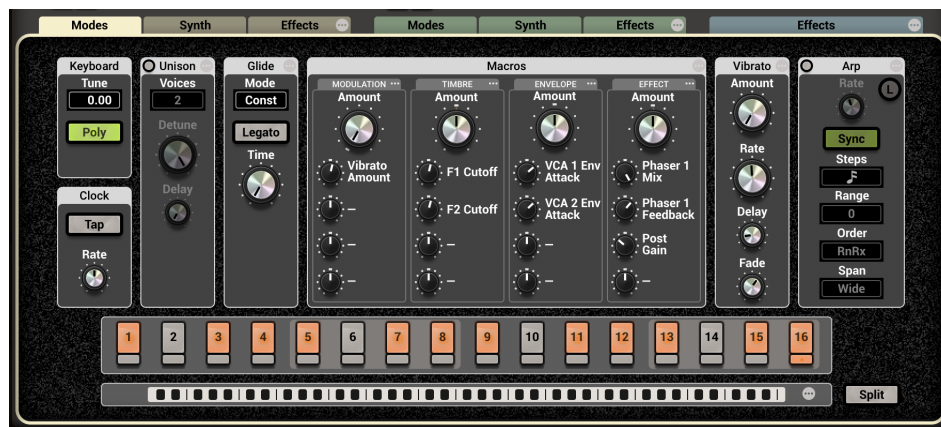 Modes Synth Effects Modes Synth Effects Effects
Keyboard Unison Glide Macros Vibrato Arp
Tune Voices Mode MODULATION TIMBRE ENVELOPE EFFECT Amount Rate
0.00 2 Const Amount Amount Amount Amount L
Poly Detune Legato Sync
Time Vibrato Amount F1 Cutoff VCA 1 Env Attack Phaser 1 Mix Rate Steps
Clock Delay – F2 Cutoff VCA 2 Env Attack Phaser 1 Feedback Delay Range
Tap 0
Rate – – – Post Gain Fade Order
RnRx
– – – – Span
Wide
1 2 3 4 5 6 7 8 9 10 11 12 13 14 15 16
Split